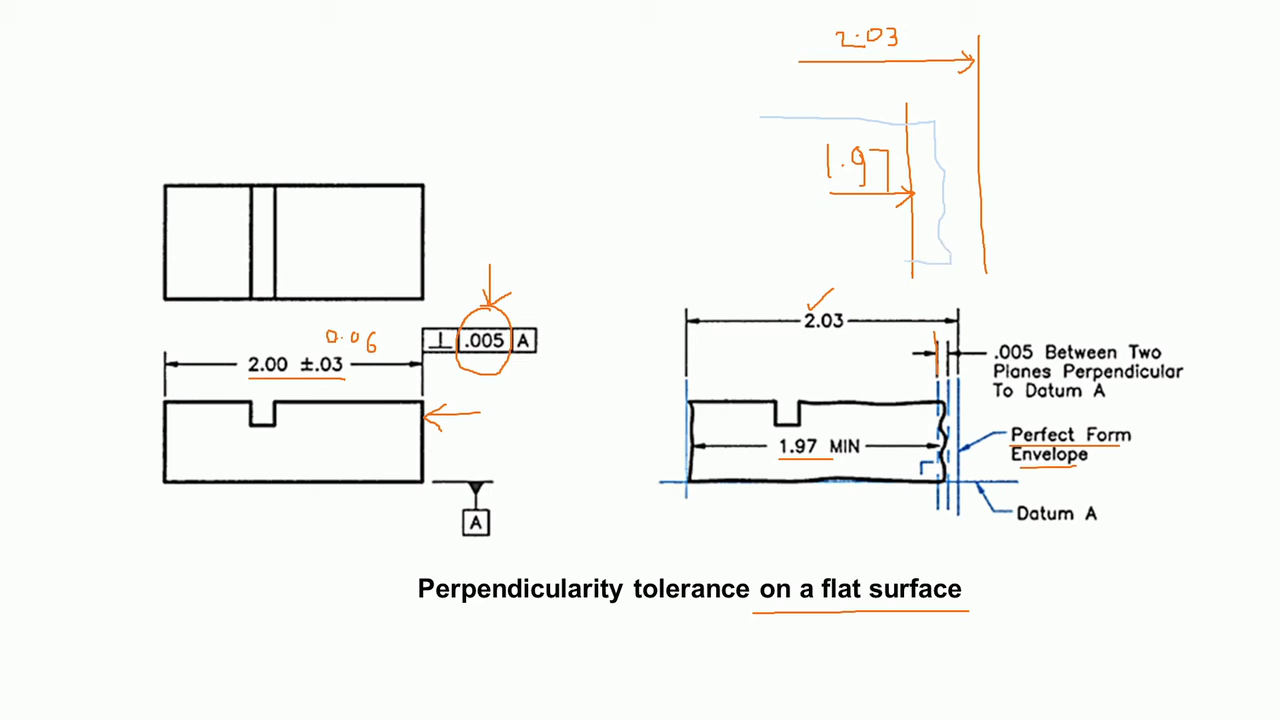 2.03
1.97
0.06
⊥ .005 A
2.00 ±.03
A
2.03
.005 Between Two
Planes Perpendicular
To Datum A
1.97 MIN
Perfect Form
Envelope
Datum A
Perpendicularity tolerance on a flat surface